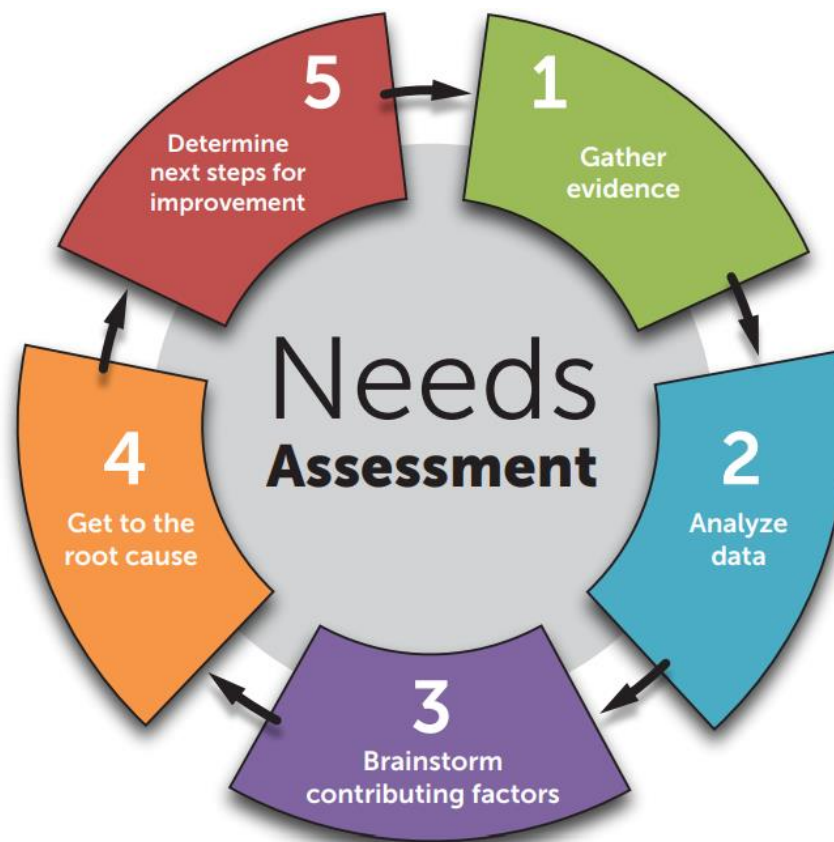 Needs
Assessment
1
Gather
evidence
2
Analyze
data
3
Brainstorm
contributing factors
4
Get to the
root cause
5
Determine
next steps for
improvement